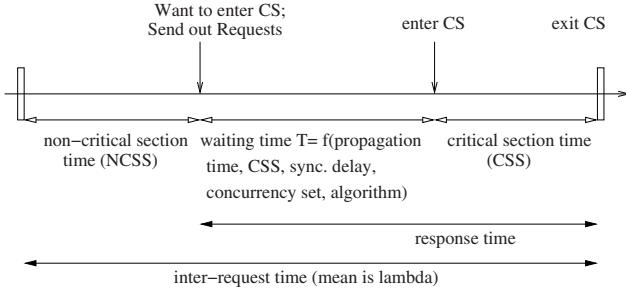 Want to enter CS;
Send out Requests
enter CS
exit CS
non−critical section
time (NCSS)
waiting time T= f(propagation
time, CSS, sync. delay,
concurrency set, algorithm)
critical section time
(CSS)
response time
inter−request time (mean is lambda)